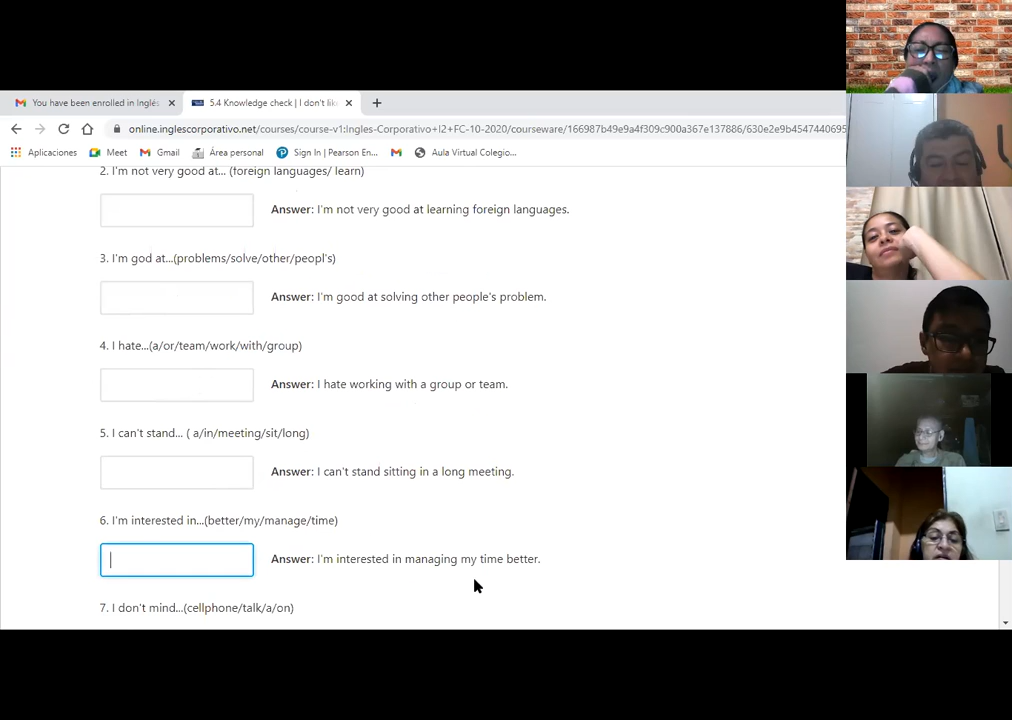 You have been enrolled in Inglés
5.4 Knowledge check | I don't lik
online.inglescorporativo.net/courses/course-v1:Ingles-Corporativo+I2+FC-10-2020/courseware/166987b49e9a4f309c900a367e137886/630e2e9b4547440695
Aplicaciones Meet Gmail Área personal Sign In | Pearson En... Aula Virtual Colegio...
2. I'm not very good at... (foreign languages/ learn)
Answer: I'm not very good at learning foreign languages.
3. I'm god at...(problems/solve/other/peopl's)
Answer: I'm good at solving other people's problem.
4. I hate...(a/or/team/work/with/group)
Answer: I hate working with a group or team.
5. I can't stand... ( a/in/meeting/sit/long)
Answer: I can't stand sitting in a long meeting.
6. I'm interested in...(better/my/manage/time)
Answer: I'm interested in managing my time better.
7. I don't mind...(cellphone/talk/a/on)